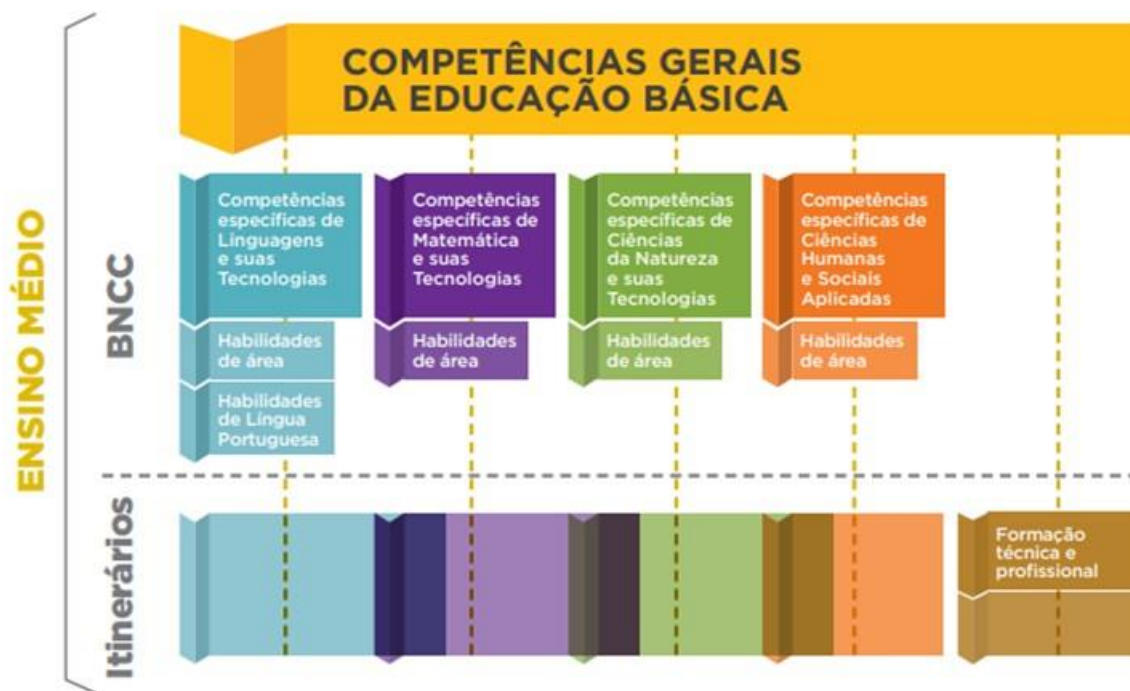 ENSINO MÉDIO
COMPETÊNCIAS GERAIS
DA EDUCAÇÃO BÁSICA
BNCC
Competências
específicas de
Linguagens
e suas
Tecnologias
Habilidades
de área
Habilidades
de Língua
Portuguesa
Competências
específicas de
Matemática
e suas
Tecnologias
Habilidades
de área
Competências
específicas de
Ciências
da Natureza
e suas
Tecnologias
Habilidades
de área
Competências
específicas de
Ciências
Humanas
e Sociais
Aplicadas
Habilidades
de área
Itinerários
Formação
técnica e
profissional